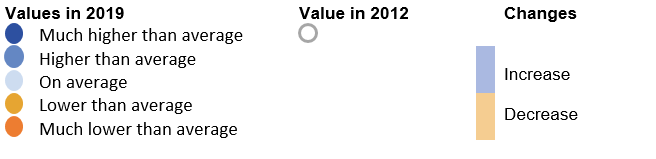 Values in 2019
Much higher than average
Higher than average
On average
Lower than average
Much lower than average
Value in 2012
Changes
Increase
Decrease